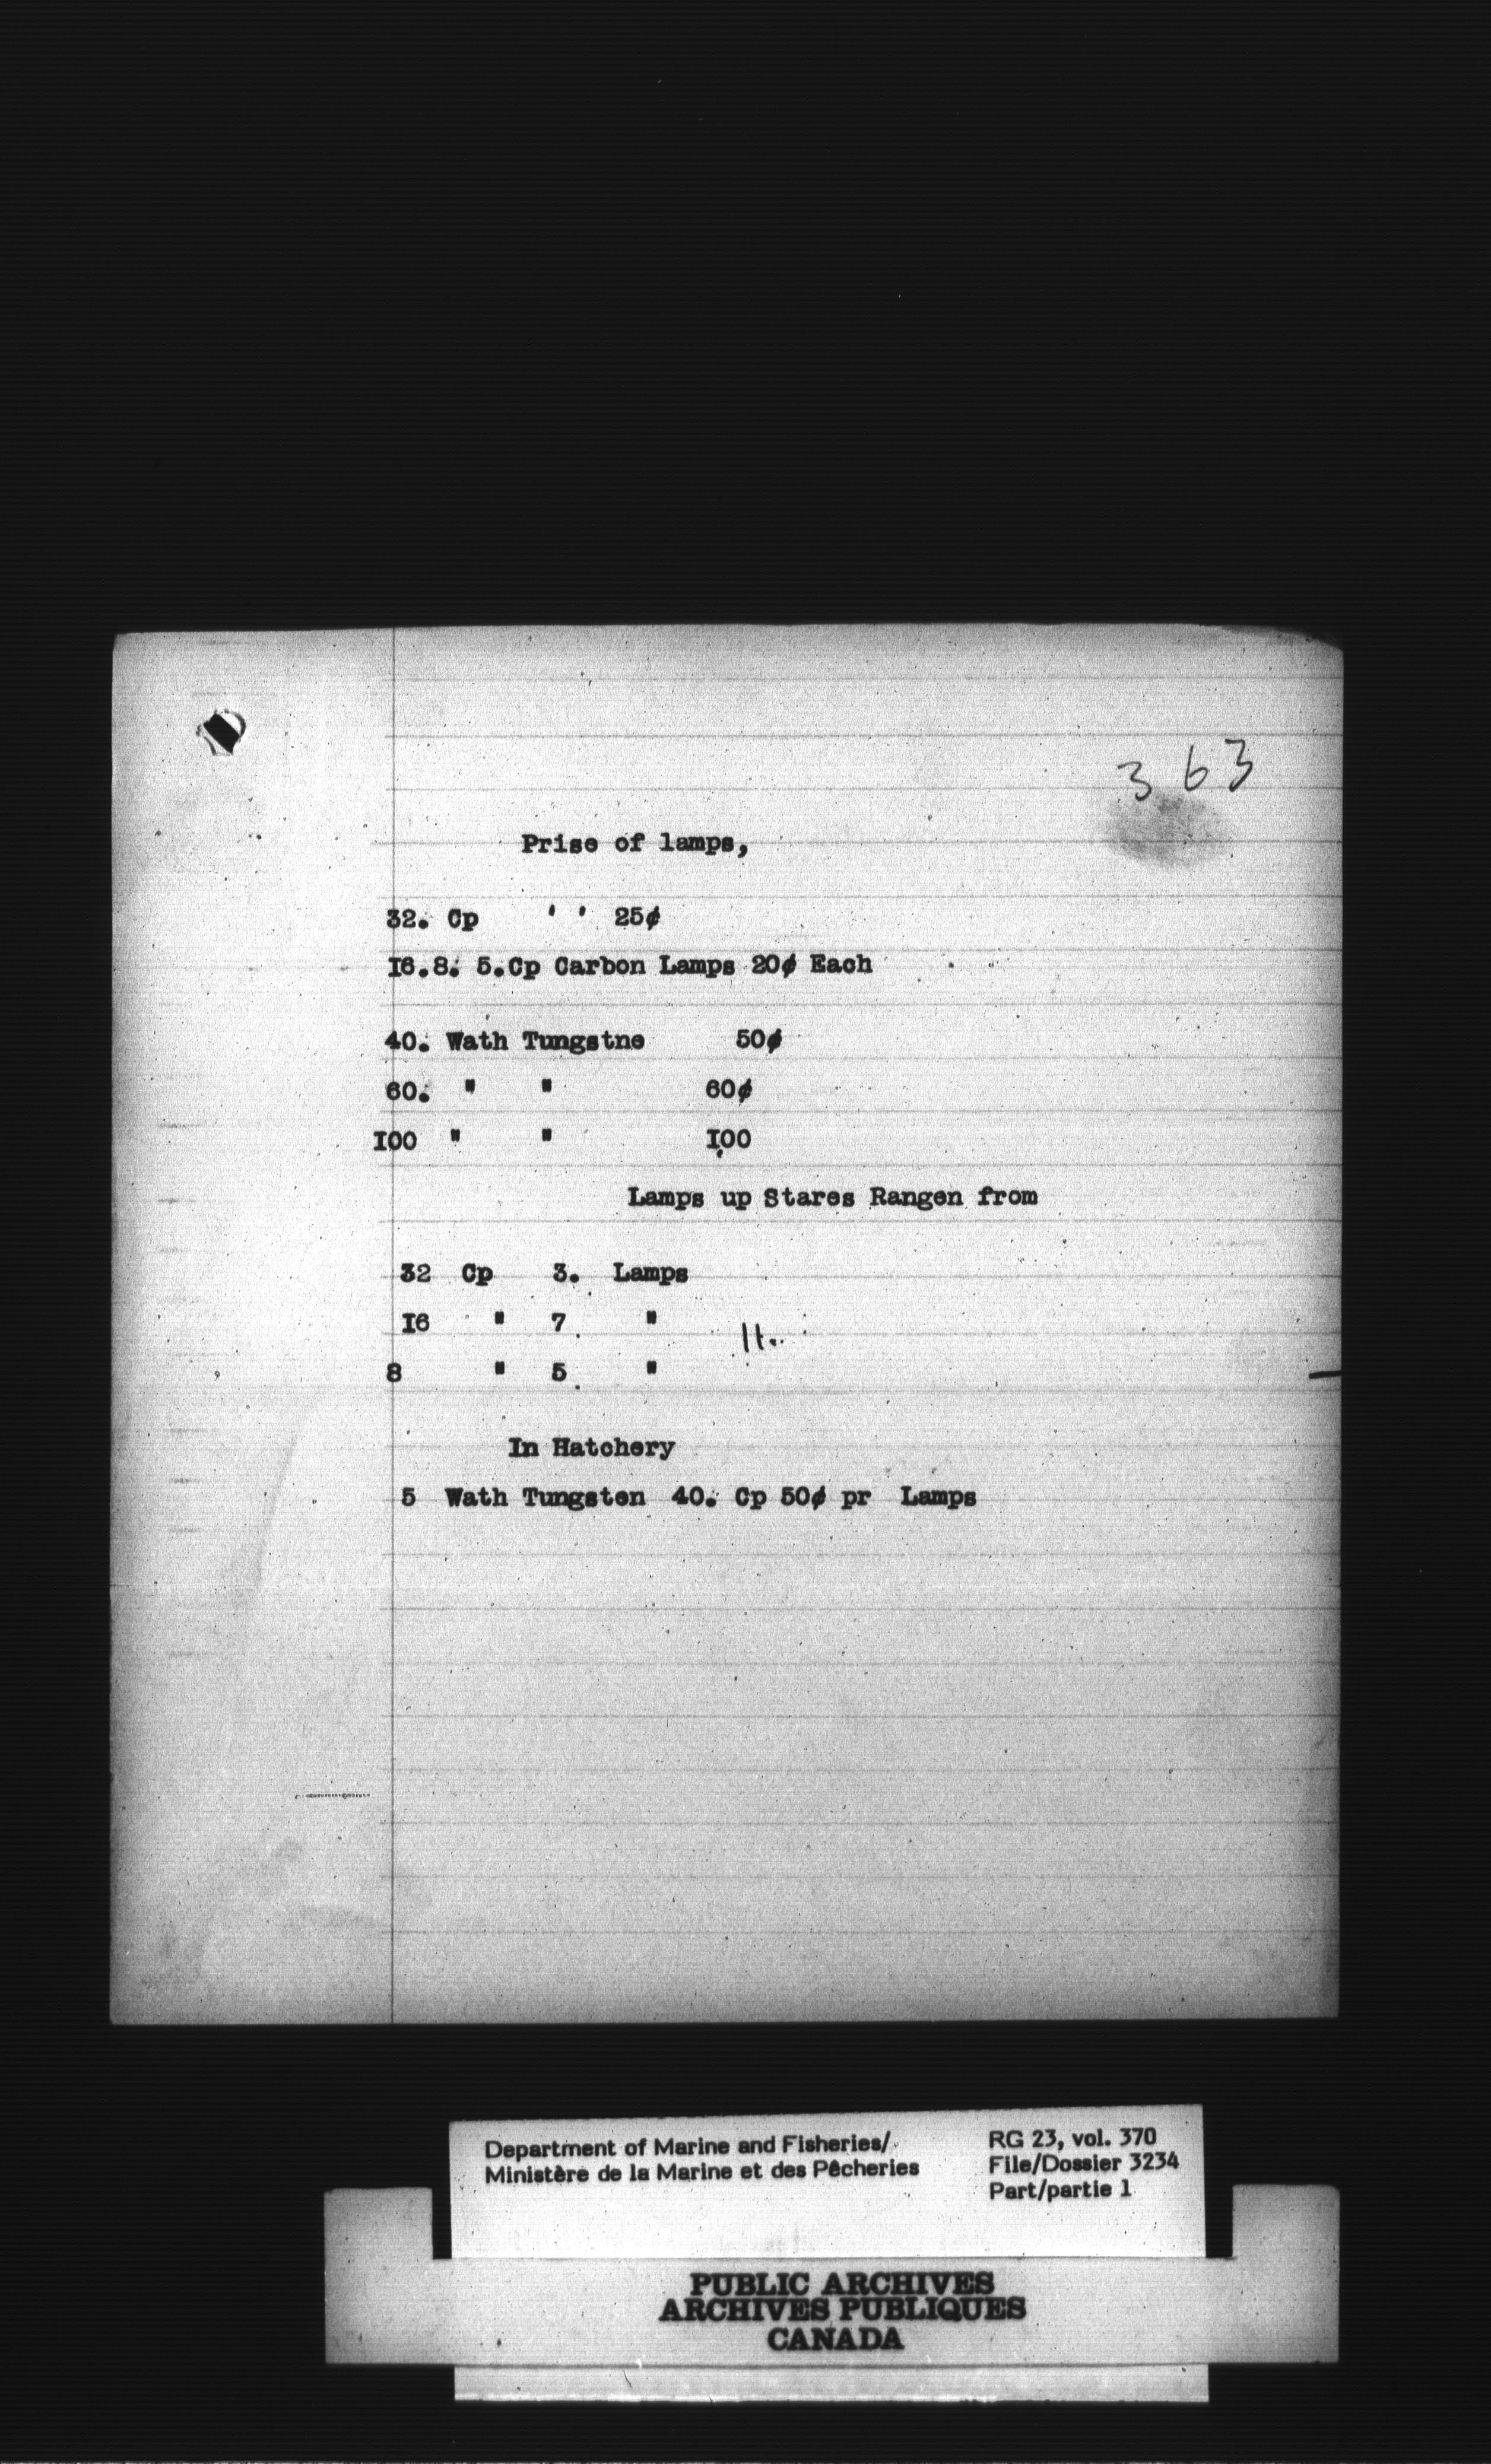 363
Prise of lamps,
32. Cp ' ' 25¢
I6.8. 5.Cp Carbon Lamps 20¢ Each
40. Wath Tungstne 50¢
60. " " 60¢
I00 " " I00
Lamps up Stares Rangen from
32 Cp 3. Lamps
I6 " 7 "
11.
8 " 5 "
In Hatchery
5 Wath Tungsten 40. Cp 50¢ pr Lamps
Department of Marine and Fisheries/
Ministère de la Marine et des Pêcheries
RG 23, vol. 370
File/Dossier 3234
Part/partie 1
PUBLIC ARCHIVES
ARCHIVES PUBLIQUES
CANADA